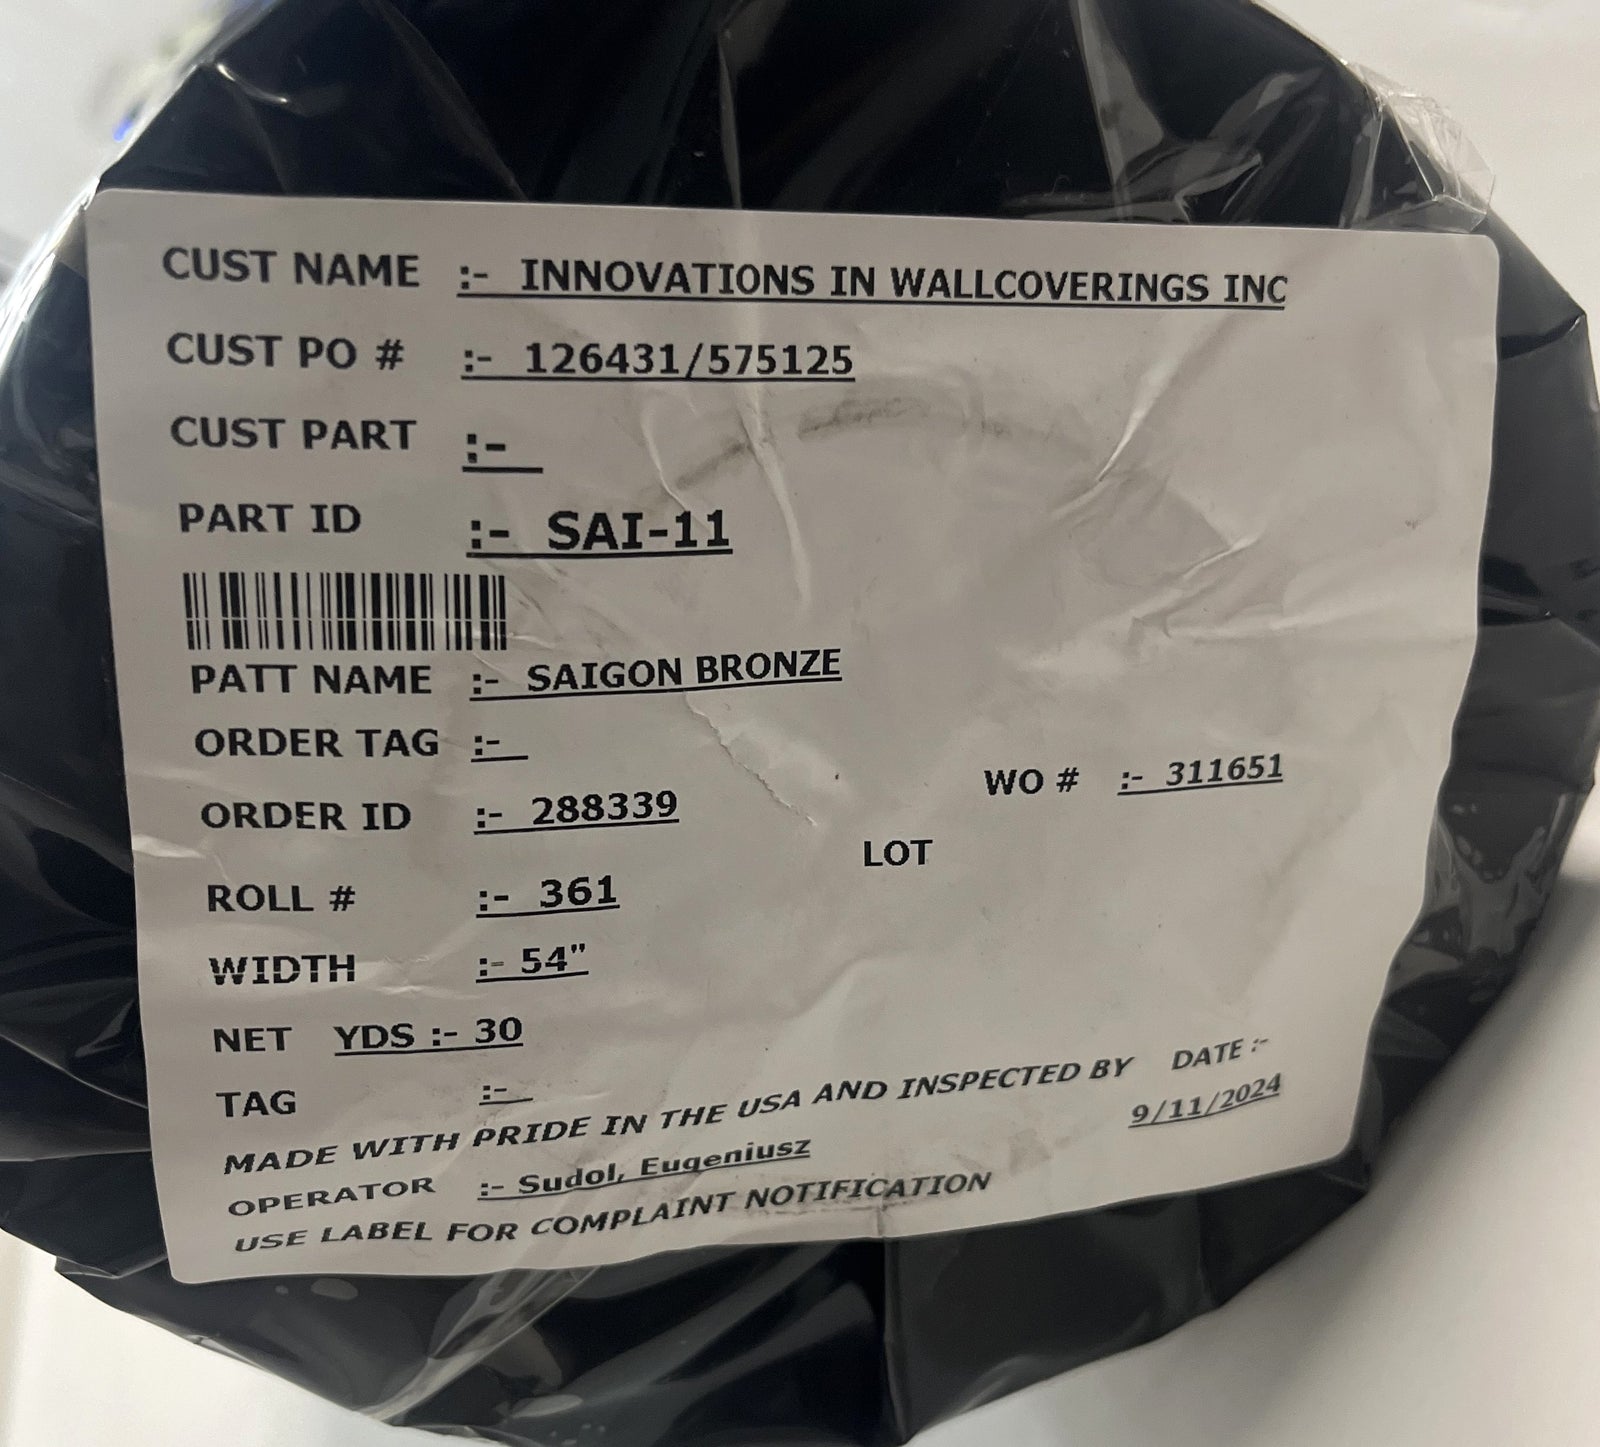 CUST NAME :- INNOVATIONS IN WALLCOVERINGS INC
CUST PO # :- 126431/575125
CUST PART :-
PART ID :- SAI-11
PATT NAME :- SAIGON BRONZE
ORDER TAG :-
WO # :- 311651
ORDER ID :- 288339
LOT
ROLL # :- 361
WIDTH :- 54"
NET YDS :- 30
TAG :-
MADE WITH PRIDE IN THE USA AND INSPECTED BY DATE :-
9/11/2024
OPERATOR :- Sudol, Eugeniusz
USE LABEL FOR COMPLAINT NOTIFICATION